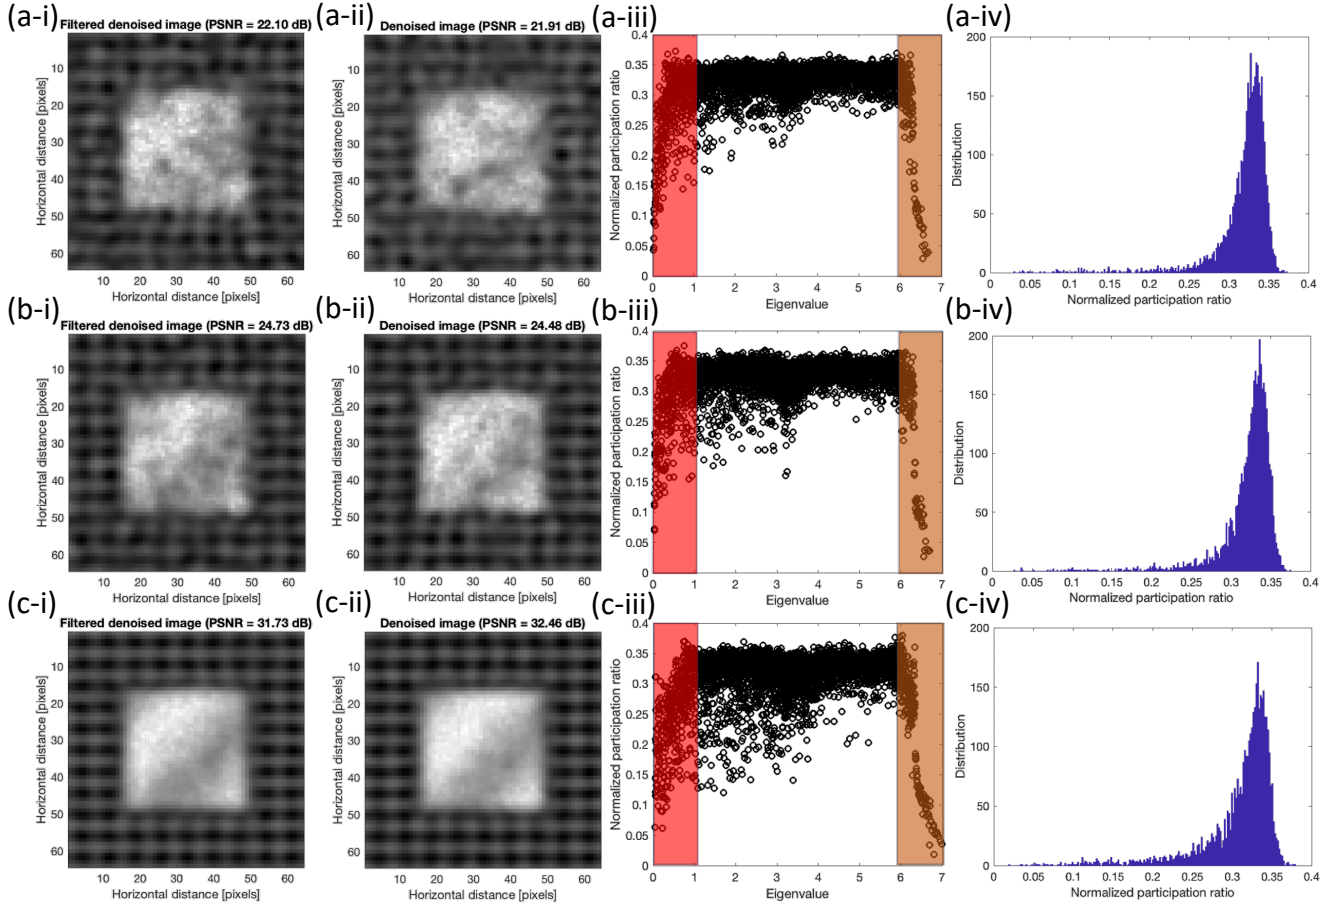 (a-i) (a-ii) (a-iii) (a-iv)
Filtered denoised image (PSNR = 22.10 dB)
10
20
30
40
50
60
Horizontal distance [pixels]
10 20 30 40 50 60
Horizontal distance [pixels]
Denoised image (PSNR = 21.91 dB)
10
20
30
40
50
60
Horizontal distance [pixels]
10 20 30 40 50 60
Horizontal distance [pixels]
0.4
0.35
0.3
0.25
0.2
0.15
0.1
0.05
0
Normalized participation ratio
0 1 2 3 4 5 6 7
Eigenvalue
200
150
100
50
0
Distribution
0 0.05 0.1 0.15 0.2 0.25 0.3 0.35 0.4
Normalized participation ratio
(b-i) (b-ii) (b-iii) (b-iv)
Filtered denoised image (PSNR = 24.73 dB)
10
20
30
40
50
60
Horizontal distance [pixels]
10 20 30 40 50 60
Horizontal distance [pixels]
Denoised image (PSNR = 24.48 dB)
10
20
30
40
50
60
Horizontal distance [pixels]
10 20 30 40 50 60
Horizontal distance [pixels]
0.4
0.35
0.3
0.25
0.2
0.15
0.1
0.05
0
Normalized participation ratio
0 1 2 3 4 5 6 7
Eigenvalue
200
150
100
50
0
Distribution
0 0.05 0.1 0.15 0.2 0.25 0.3 0.35 0.4
Normalized participation ratio
(c-i) (c-ii) (c-iii) (c-iv)
Filtered denoised image (PSNR = 31.73 dB)
10
20
30
40
50
60
Horizontal distance [pixels]
10 20 30 40 50 60
Horizontal distance [pixels]
Denoised image (PSNR = 32.46 dB)
10
20
30
40
50
60
Horizontal distance [pixels]
10 20 30 40 50 60
Horizontal distance [pixels]
0.4
0.35
0.3
0.25
0.2
0.15
0.1
0.05
0
Normalized participation ratio
0 1 2 3 4 5 6 7
Eigenvalue
200
150
100
50
0
Distribution
0 0.05 0.1 0.15 0.2 0.25 0.3 0.35 0.4
Normalized participation ratio